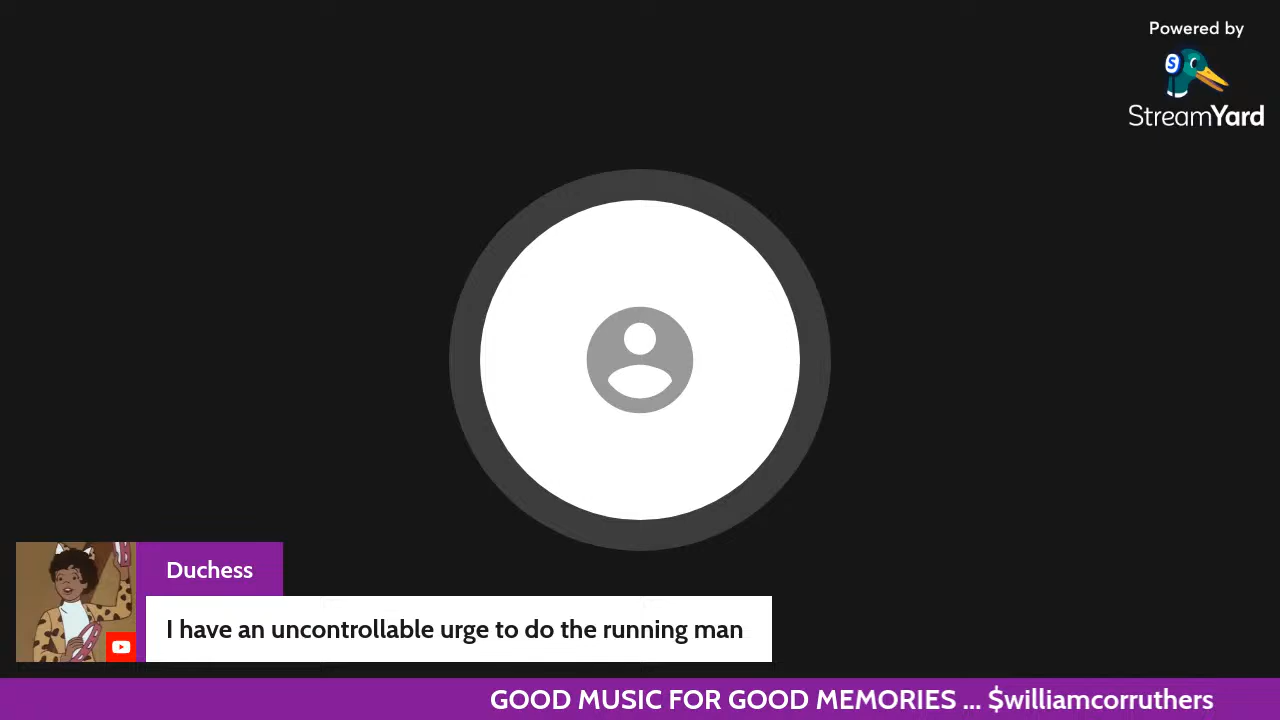 Powered by
S
StreamYard
Duchess
I have an uncontrollable urge to do the running man
GOOD MUSIC FOR GOOD MEMORIES ... $williamcorruthers